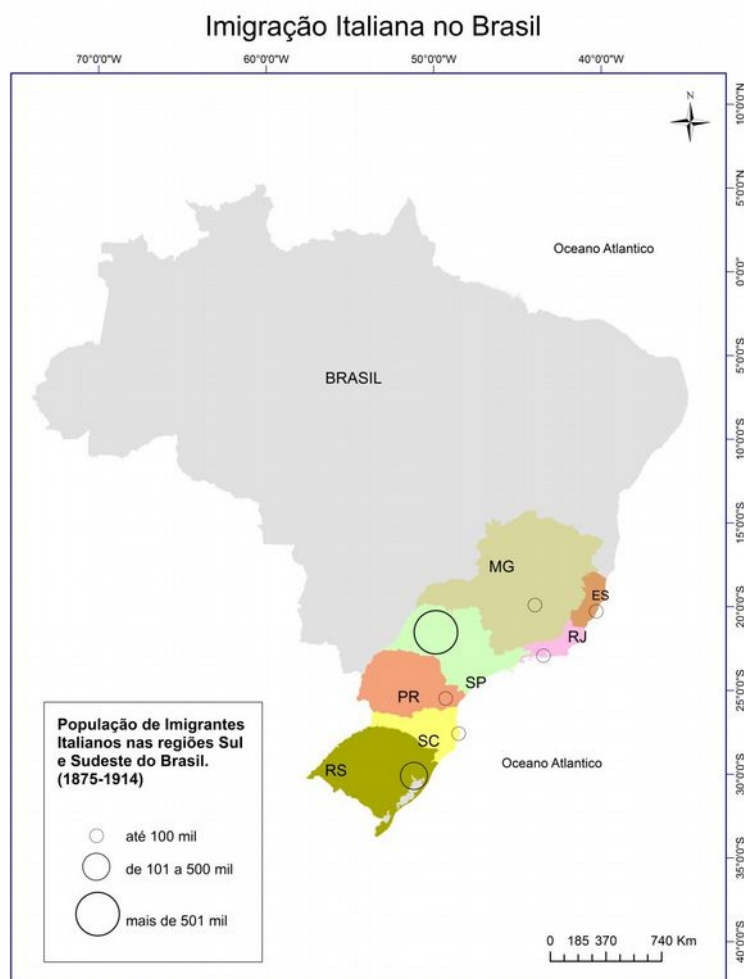 Imigração Italiana no Brasil
70°0'0"W 60°0'0"W 50°0'0"W 40°0'0"W
N
10°0'0"N
5°0'0"N
Oceano Atlantico
0°0'0"
5°0'0"S
BRASIL
10°0'0"S
15°0'0"S
MG
ES
20°0'0"S
RJ
SP
25°0'0"S
PR
SC
Oceano Atlantico
RS
30°0'0"S
35°0'0"S
40°0'0"S
População de Imigrantes
Italianos nas regiões Sul
e Sudeste do Brasil.
(1875-1914)
até 100 mil
de 101 a 500 mil
mais de 501 mil
0 185 370 740 Km